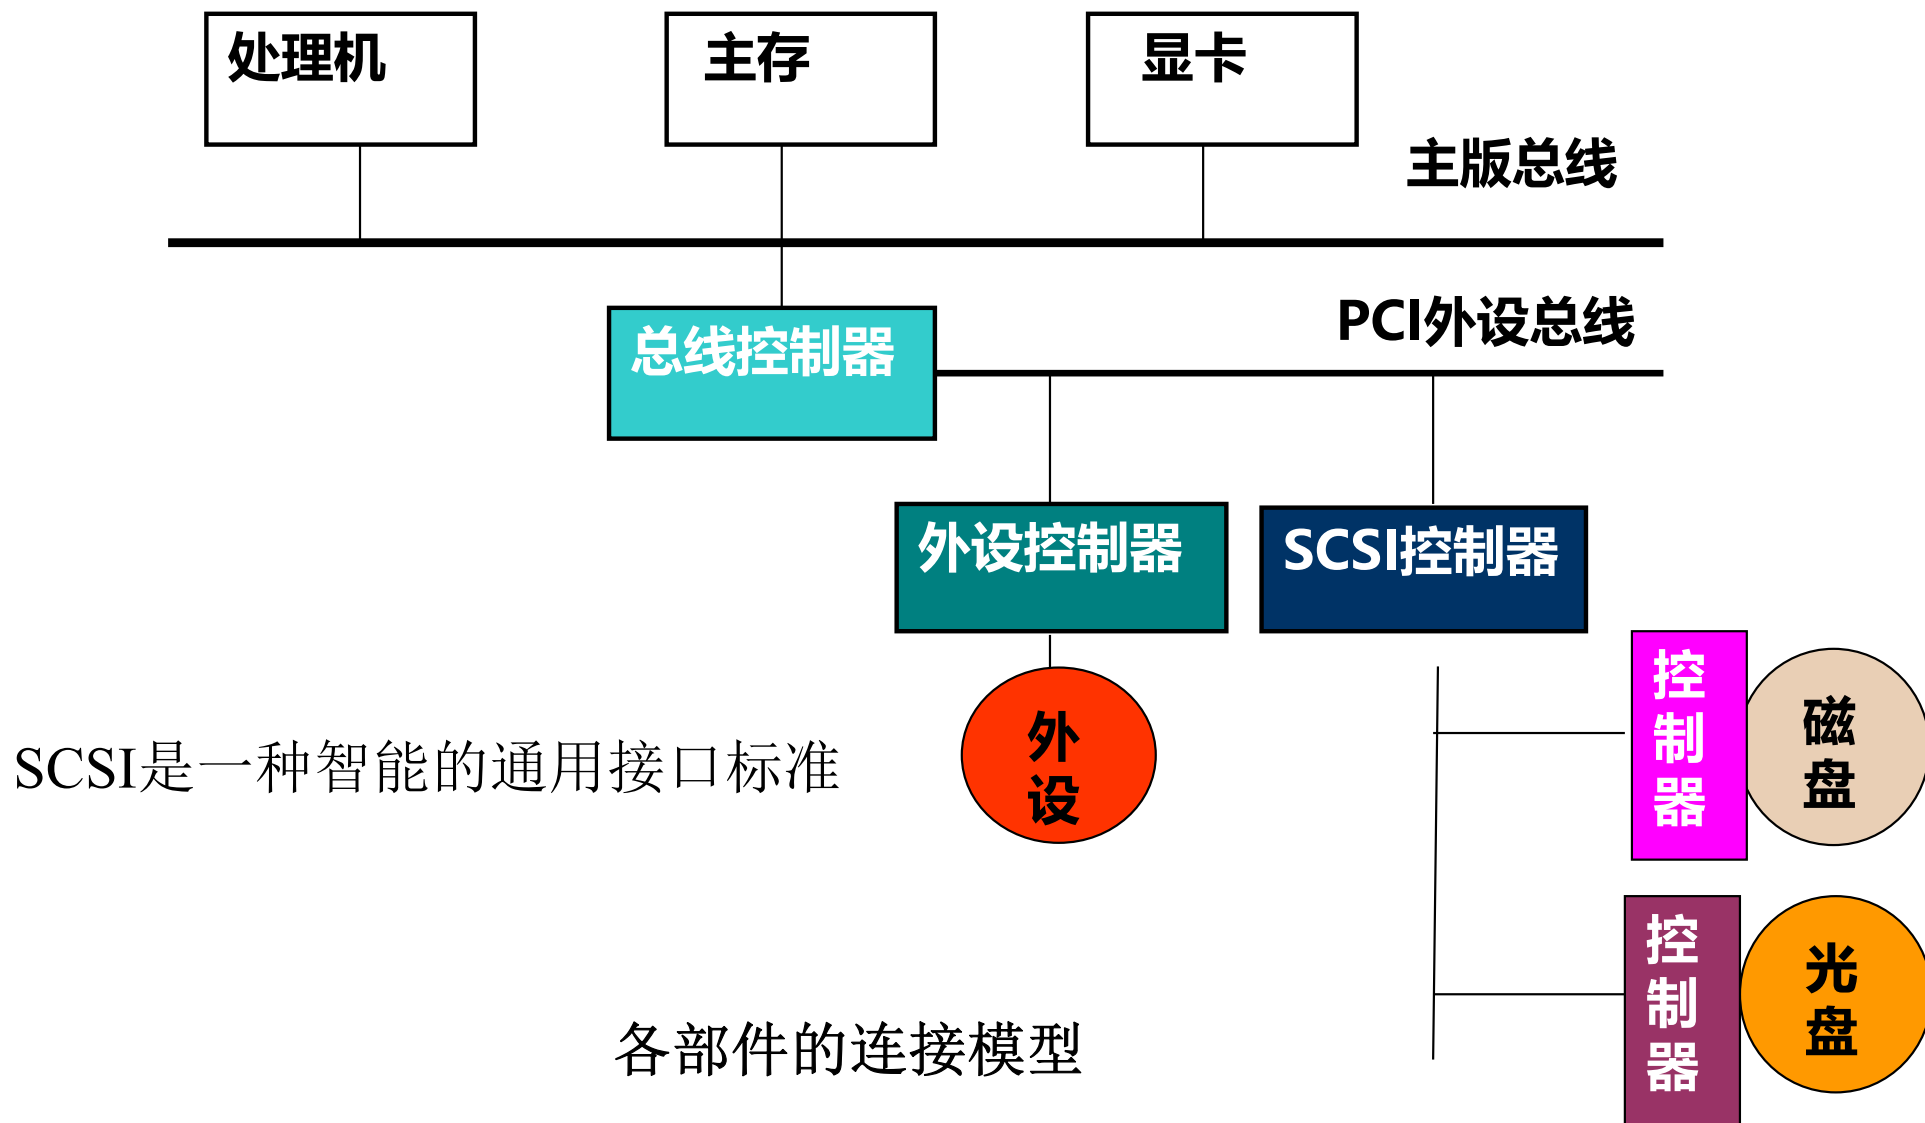 处理机
主存
显卡
主版总线
PCI外设总线
总线控制器
外设控制器
SCSI控制器
控
制
器
磁
盘
外
设
SCSI是一种智能的通用接口标准
控
制
器
光
盘
各部件的连接模型